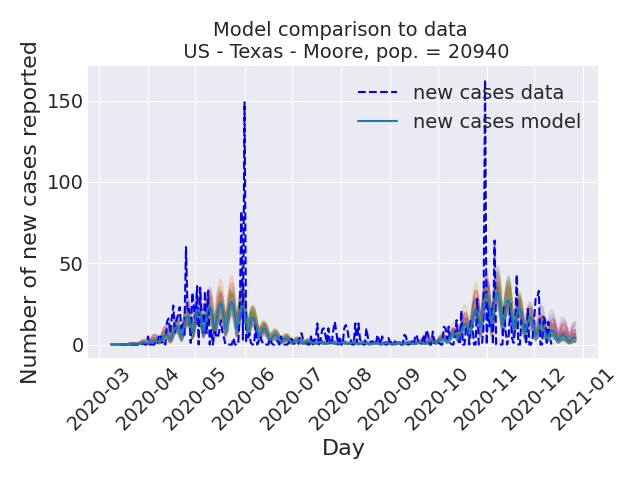 Model comparison to data
US - Texas - Moore, pop. = 20940
Number of new cases reported
150
100
50
0
new cases data
new cases model
2020-03
2020-04
2020-05
2020-06
2020-07
2020-08
2020-09
2020-10
2020-11
2020-12
2021-01
Day